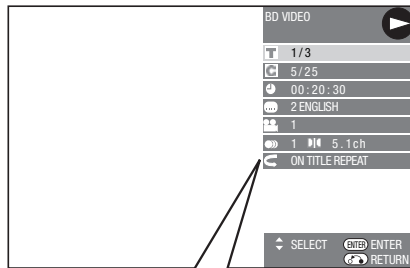 BD VIDEO
T 1/3
C 5/25
00:20:30
2 ENGLISH
1
1 5.1ch
ON TITLE REPEAT
SELECT ENTER ENTER
RETURN